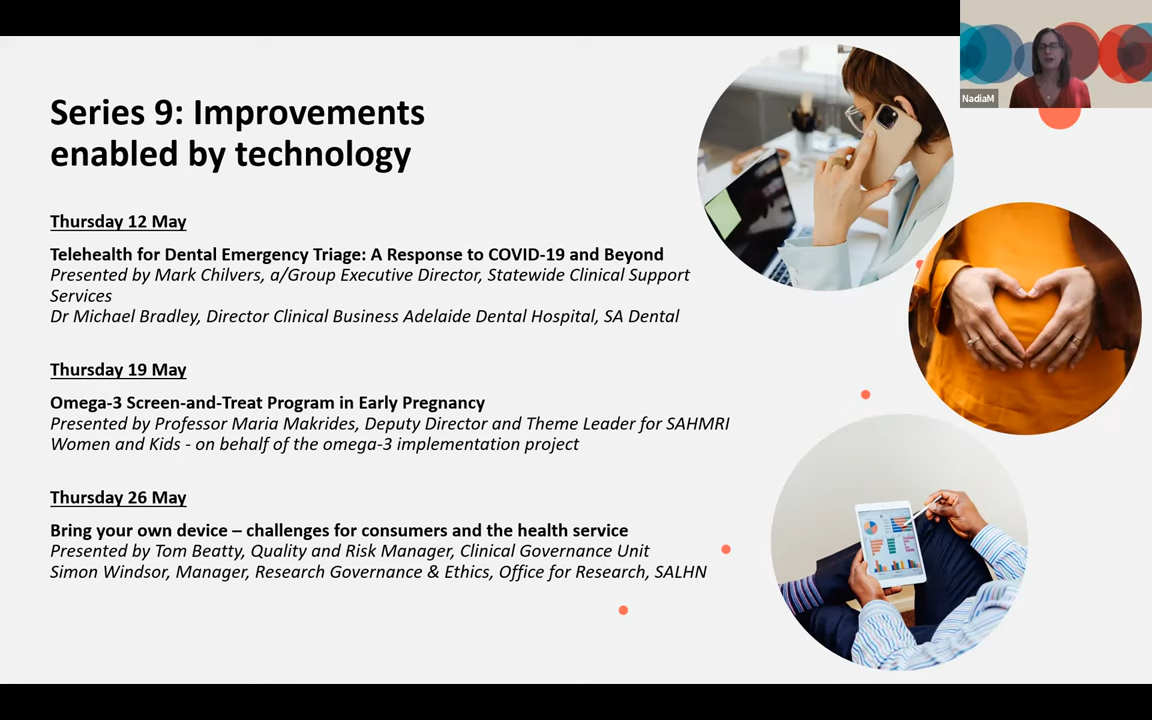 Series 9: Improvements
enabled by technology
NadiaM
Thursday 12 May
Telehealth for Dental Emergency Triage: A Response to COVID-19 and Beyond
Presented by Mark Chilvers, a/Group Executive Director, Statewide Clinical Support
Services
Dr Michael Bradley, Director Clinical Business Adelaide Dental Hospital, SA Dental
Thursday 19 May
Omega-3 Screen-and-Treat Program in Early Pregnancy
Presented by Professor Maria Makrides, Deputy Director and Theme Leader for SAHMRI
Women and Kids - on behalf of the omega-3 implementation project
Thursday 26 May
Bring your own device – challenges for consumers and the health service
Presented by Tom Beatty, Quality and Risk Manager, Clinical Governance Unit
Simon Windsor, Manager, Research Governance & Ethics, Office for Research, SALHN